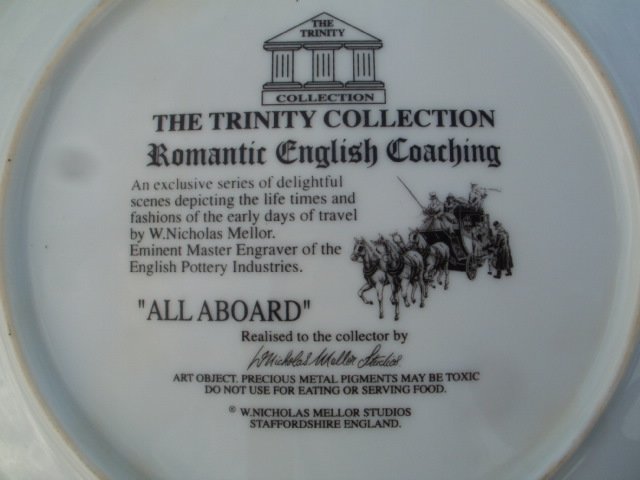 THE
TRINITY
COLLECTION
THE TRINITY COLLECTION
Romantic English Coaching
An exclusive series of delightful
scenes depicting the life times and
fashions of the early days of travel
by W.Nicholas Mellor.
Eminent Master Engraver of the
English Pottery Industries.
"ALL ABOARD"
Realised to the collector by
W Nicholas Mellor Studios
ART OBJECT. PRECIOUS METAL PIGMENTS MAY BE TOXIC
DO NOT USE FOR EATING OR SERVING FOOD.
® W.NICHOLAS MELLOR STUDIOS
STAFFORDSHIRE ENGLAND.